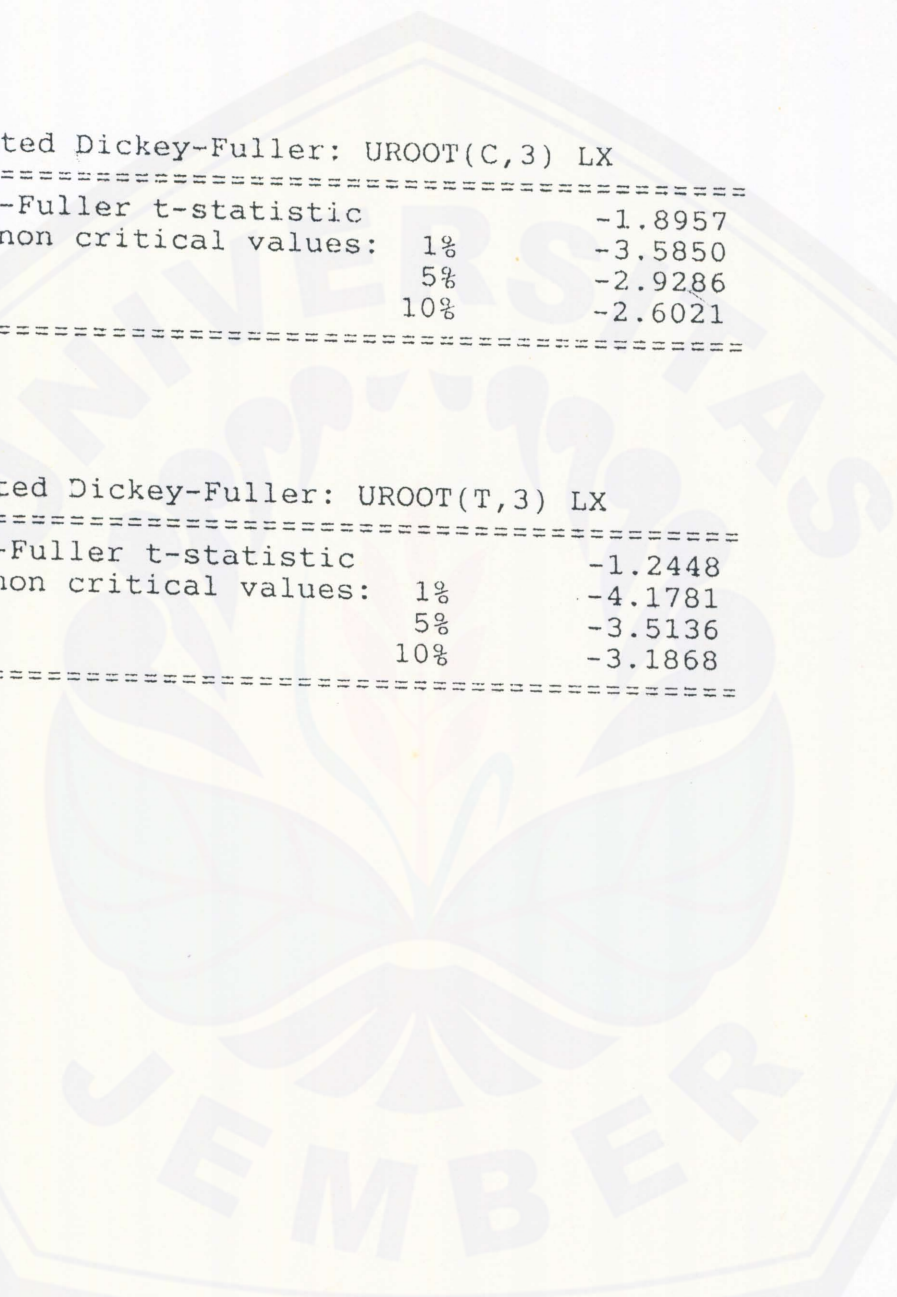 ted Dickey-Fuller: UROOT(C,3) LX
=========================================
-Fuller t-statistic -1.8957
non critical values: 1% -3.5850
5% -2.9286
10% -2.6021
=========================================
ted Dickey-Fuller: UROOT(T,3) LX
=========================================
-Fuller t-statistic -1.2448
non critical values: 1% -4.1781
5% -3.5136
10% -3.1868
=========================================
UNIVERSITAS
JEMBER